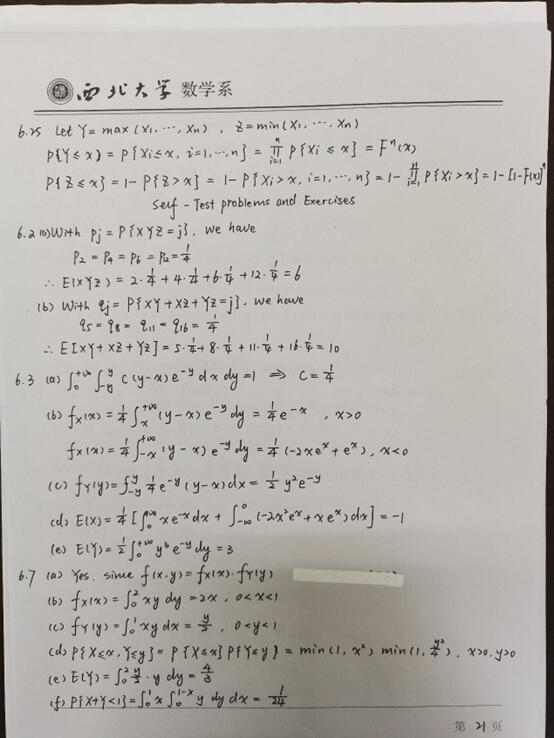 西北大学 数学系
6.25 Let Y = max(X1, ..., Xn), Z = min(X1, ..., Xn)
P{Y ≤ x} = P{Xi ≤ x, i=1, ..., n} = ∏_{i=1}^{n} P{Xi ≤ x} = F^n(x)
P{Z ≤ x} = 1 - P{Z > x} = 1 - P{Xi > x, i=1, ..., n} = 1 - ∏_{i=1}^{n} P{Xi > x} = 1 - [1 - F(x)]^n
Self-Test problems and Exercises
6.2 (a) With pj = P{XYZ = j}, we have
P2 = P4 = P6 = P12 = 1/4
∴ E(XYZ) = 2·1/4 + 4·1/4 + 6·1/4 + 12·1/4 = 6
(b) With qj = P{XY + XZ + YZ = j}, we have
q5 = q8 = q11 = q16 = 1/4
∴ E[XY + XZ + YZ] = 5·1/4 + 8·1/4 + 11·1/4 + 16·1/4 = 10
6.3 (a) ∫_0^{+∞} ∫_{-y}^{y} C(y-x)e^{-y} dx dy = 1 ⇒ C = 1/4
(b) fX(x) = 1/4 ∫_x^{+∞} (y-x)e^{-y} dy = 1/4 e^{-x}, x>0
fX(x) = 1/4 ∫_{-x}^{+∞} (y-x)e^{-y} dy = 1/4 (-2xe^x + e^x), x<0
(c) fY(y) = ∫_{-y}^{y} 1/4 e^{-y}(y-x)dx = 1/2 y^2 e^{-y}
(d) E(X) = 1/4 [∫_0^{+∞} xe^{-x}dx + ∫_{-∞}^0 (-2x^2e^x + xe^x)dx] = -1
(e) E(Y) = 1/2 ∫_0^{+∞} y^3 e^{-y} dy = 3
6.7 (a) Yes, since f(x,y) = fX(x)·fY(y)
(b) fX(x) = ∫_0^2 xy dy = 2x, 0<x<1
(c) fY(y) = ∫_0^1 xy dx = y/2, 0<y<1
(d) P{X≤x, Y≤y} = P{X≤x}P{Y≤y} = min(1, x^2) min(1, y^2/4), x>0, y>0
(e) E(Y) = ∫_0^2 y/2 · y dy = 4/3
(f) P{X+Y<1} = ∫_0^1 x ∫_0^{1-x} y dy dx = 1/24
第 21 页